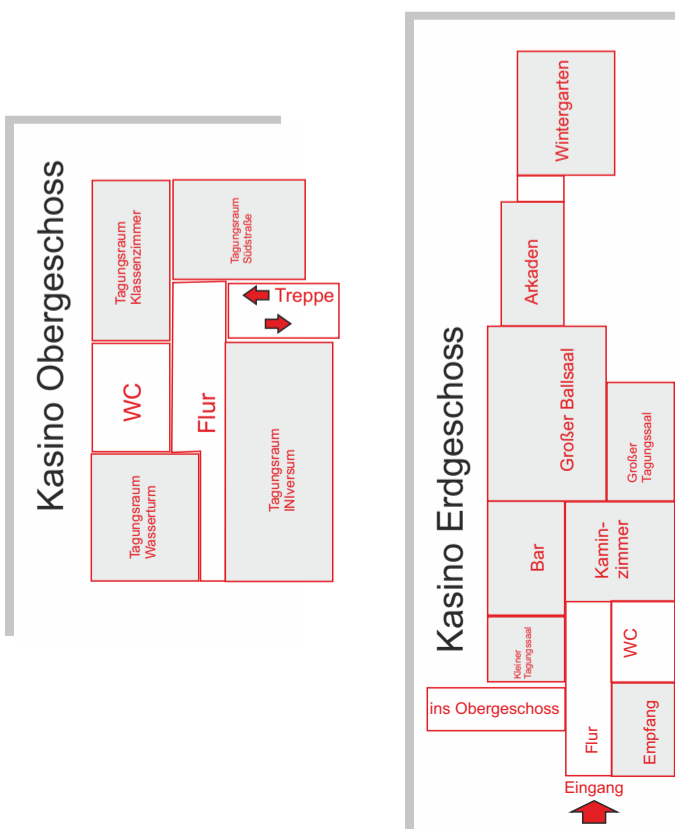 Kasino Obergeschoss
Tagungsraum
Klassenzimmer
Tagungsraum
Südstraße
Treppe
WC
Flur
Tagungsraum
Wasserturm
Tagungsraum
INIversum
Kasino Erdgeschoss
Wintergarten
Arkaden
Großer Ballsaal
Großer
Tagungssaal
Bar
Kamin-
zimmer
Kleiner
Tagungssaal
WC
ins Obergeschoss
Flur
Empfang
Eingang